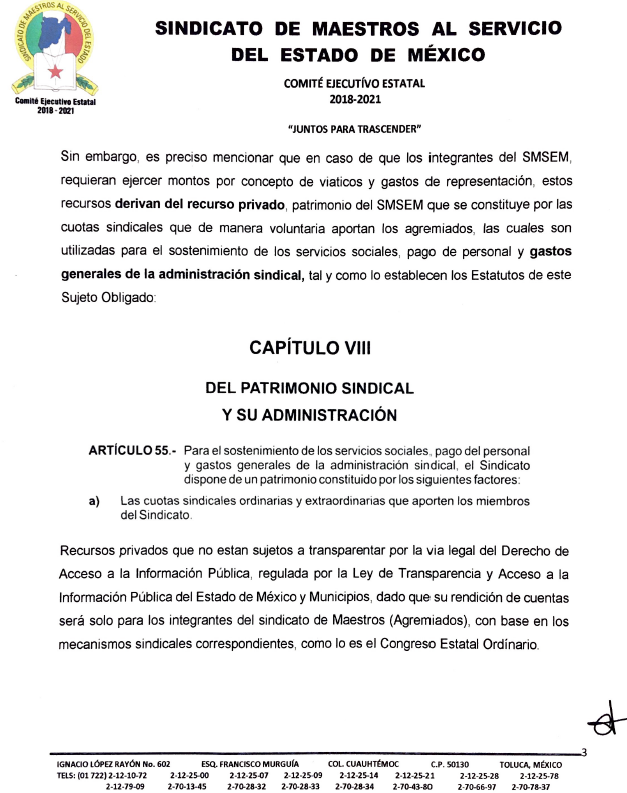 SINDICATO DE MAESTROS AL SERVICIO DEL ESTADO
Comité Ejecutivo Estatal
2018 - 2021
SINDICATO DE MAESTROS AL SERVICIO
DEL ESTADO DE MÉXICO
COMITÉ EJECUTÍVO ESTATAL
2018-2021
"JUNTOS PARA TRASCENDER"
Sin embargo, es preciso mencionar que en caso de que los integrantes del SMSEM,
requieran ejercer montos por concepto de viaticos y gastos de representación, estos
recursos derivan del recurso privado, patrimonio del SMSEM que se constituye por las
cuotas sindicales que de manera voluntaria aportan los agremiados, las cuales son
utilizadas para el sostenimiento de los servicios sociales, pago de personal y gastos
generales de la administración sindical, tal y como lo establecen los Estatutos de este
Sujeto Obligado:
CAPÍTULO VIII
DEL PATRIMONIO SINDICAL
Y SU ADMINISTRACIÓN
ARTÍCULO 55.- Para el sostenimiento de los servicios sociales, pago del personal
y gastos generales de la administración sindical, el Sindicato
dispone de un patrimonio constituido por los siguientes factores:
a) Las cuotas sindicales ordinarias y extraordinarias que aporten los miembros
del Sindicato.
Recursos privados que no estan sujetos a transparentar por la via legal del Derecho de
Acceso a la Información Pública, regulada por la Ley de Transparencia y Acceso a la
Información Pública del Estado de México y Municipios, dado que su rendición de cuentas
será solo para los integrantes del sindicato de Maestros (Agremiados), con base en los
mecanismos sindicales correspondientes, como lo es el Congreso Estatal Ordínario.
3
IGNACIO LÓPEZ RAYÓN No. 602 ESQ. FRANCISCO MURGUÍA COL. CUAUHTÉMOC C.P. 50130 TOLUCA, MÉXICO
TELS: (01 722) 2-12-10-72 2-12-25-00 2-12-25-07 2-12-25-09 2-12-25-14 2-12-25-21 2-12-25-28 2-12-25-78
2-12-79-09 2-70-13-45 2-70-28-32 2-70-28-33 2-70-28-34 2-70-43-80 2-70-66-97 2-70-78-37